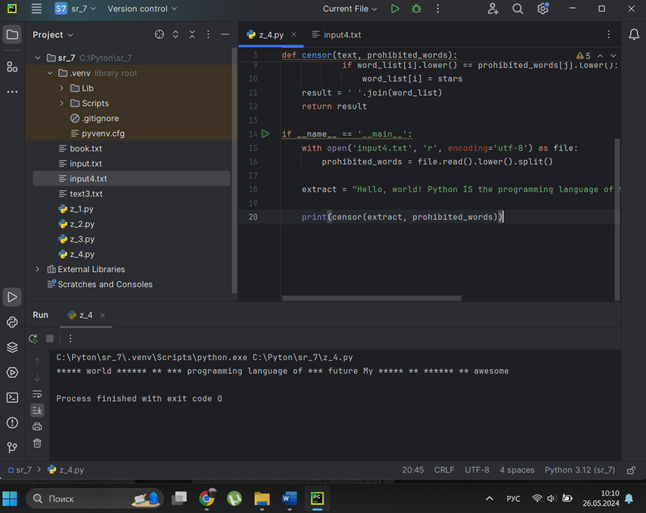 S7 sr_7 Version control Current File
Project
z_4.py input4.txt
sr_7 C:\Pyton\sr_7
.venv library root
Lib
Scripts
.gitignore
pyvenv.cfg
book.txt
input.txt
input4.txt
text3.txt
z_1.py
z_2.py
z_3.py
z_4.py
External Libraries
Scratches and Consoles
3 def censor(text, prohibited_words): 5
9 if word_list[i].lower() == prohibited_words[j].lower():
10 word_list[i] = stars
11 result = ' '.join(word_list)
12 return result
13
14 if __name__ == '__main__':
15 with open('input4.txt', 'r', encoding='utf-8') as file:
16 prohibited_words = file.read().lower().split()
17
18 extract = "Hello, world! Python IS the programming language of
19
20 print(censor(extract, prohibited_words))
Run z_4
C:\Pyton\sr_7\.venv\Scripts\python.exe C:\Pyton\sr_7\z_4.py
***** world ****** ** *** programming language of *** future My ***** ** ****** ** awesome
Process finished with exit code 0
sr_7 > z_4.py 20:45 CRLF UTF-8 4 spaces Python 3.12 (sr_7)
Поиск РУС 10:10
26.05.2024